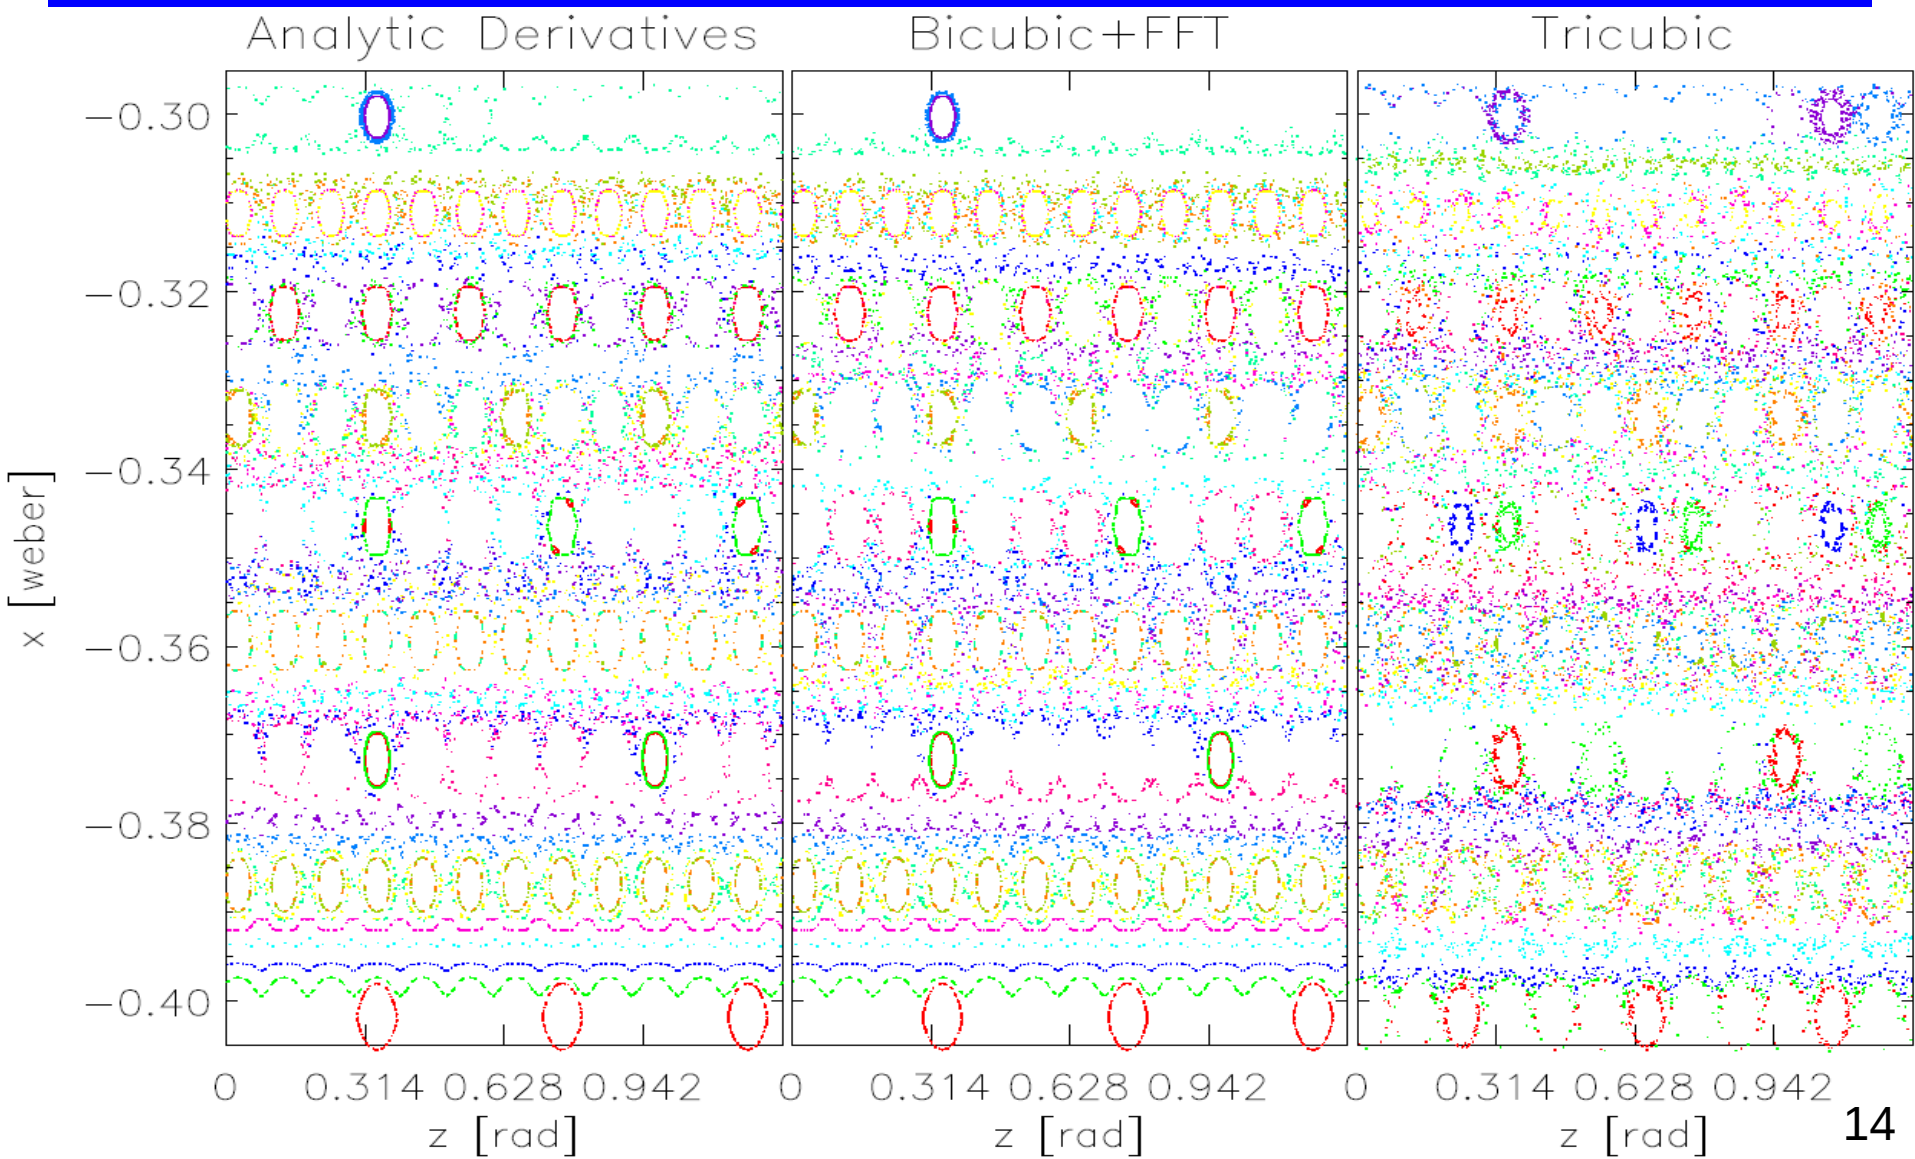 Analytic Derivatives Bicubic+FFT Tricubic
−0.30
−0.32
−0.34
−0.36
−0.38
−0.40
x [weber]
0 0.314 0.628 0.942 0 0.314 0.628 0.942 0 0.314 0.628 0.942
z [rad] z [rad] z [rad]
14